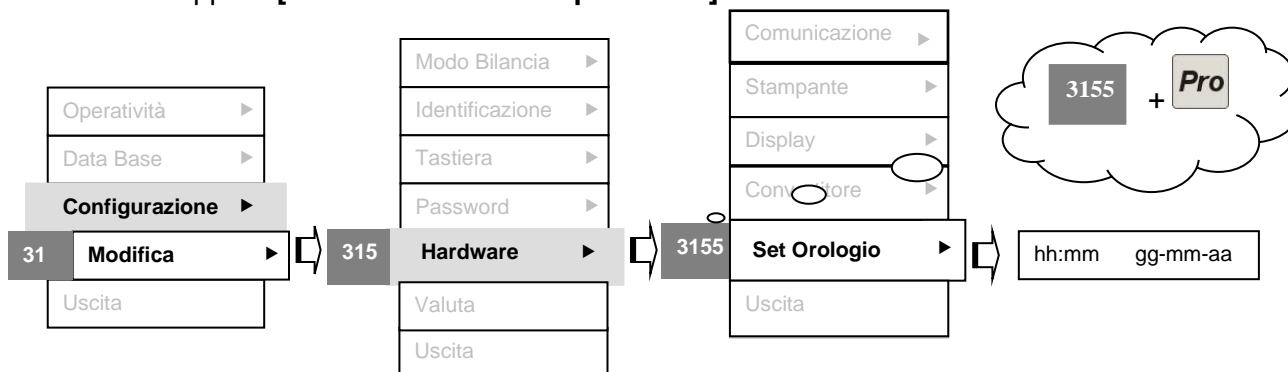 Operatività
Data Base
Configurazione
31 Modifica
Uscita
Modo Bilancia
Identificazione
Tastiera
Password
315 Hardware
Valuta
Uscita
Comunicazione
Stampante
Display
3155 Set Orologio
Uscita
3155 + Pro
hh:mm gg-mm-aa